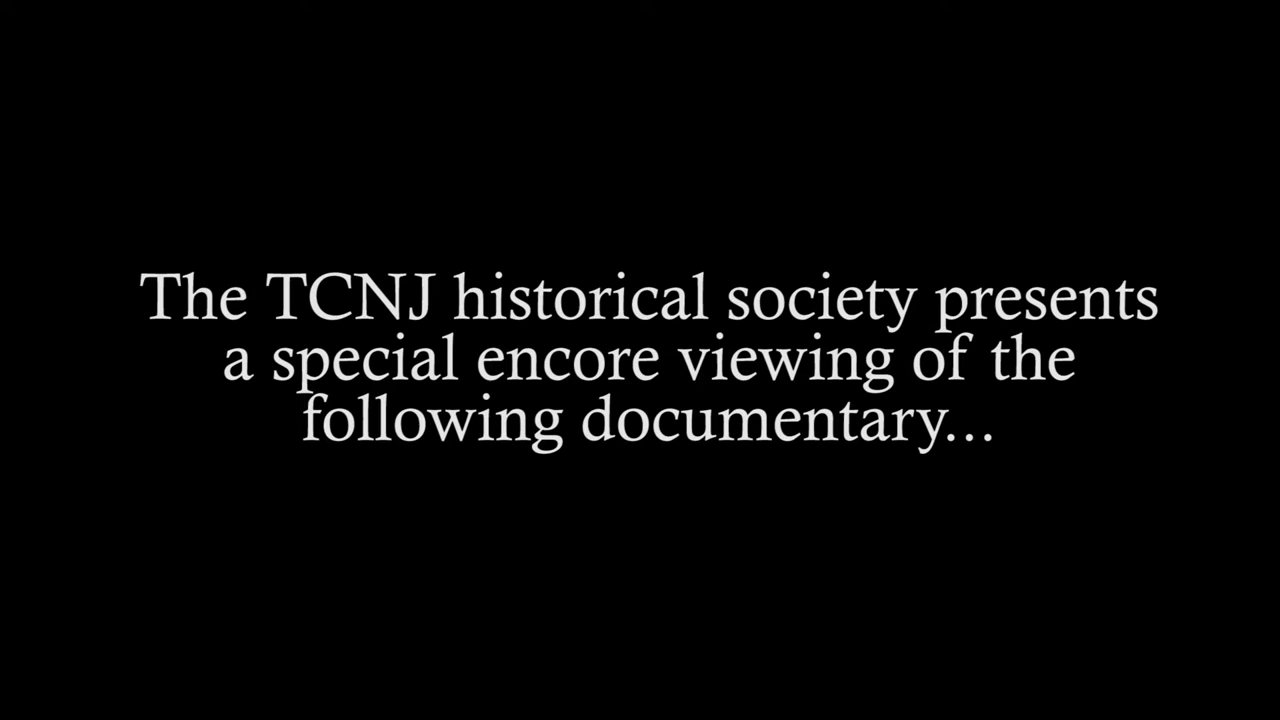 The TCNJ historical society presents
a special encore viewing of the
following documentary...